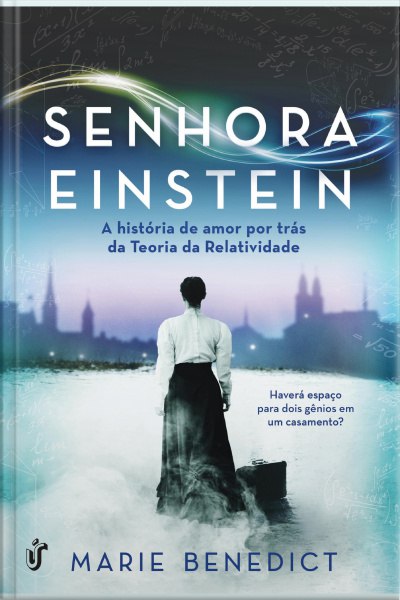 SENHORA
EINSTEIN
A história de amor por trás
da Teoria da Relatividade
Haverá espaço
para dois gênios em
um casamento?
MARIE BENEDICT